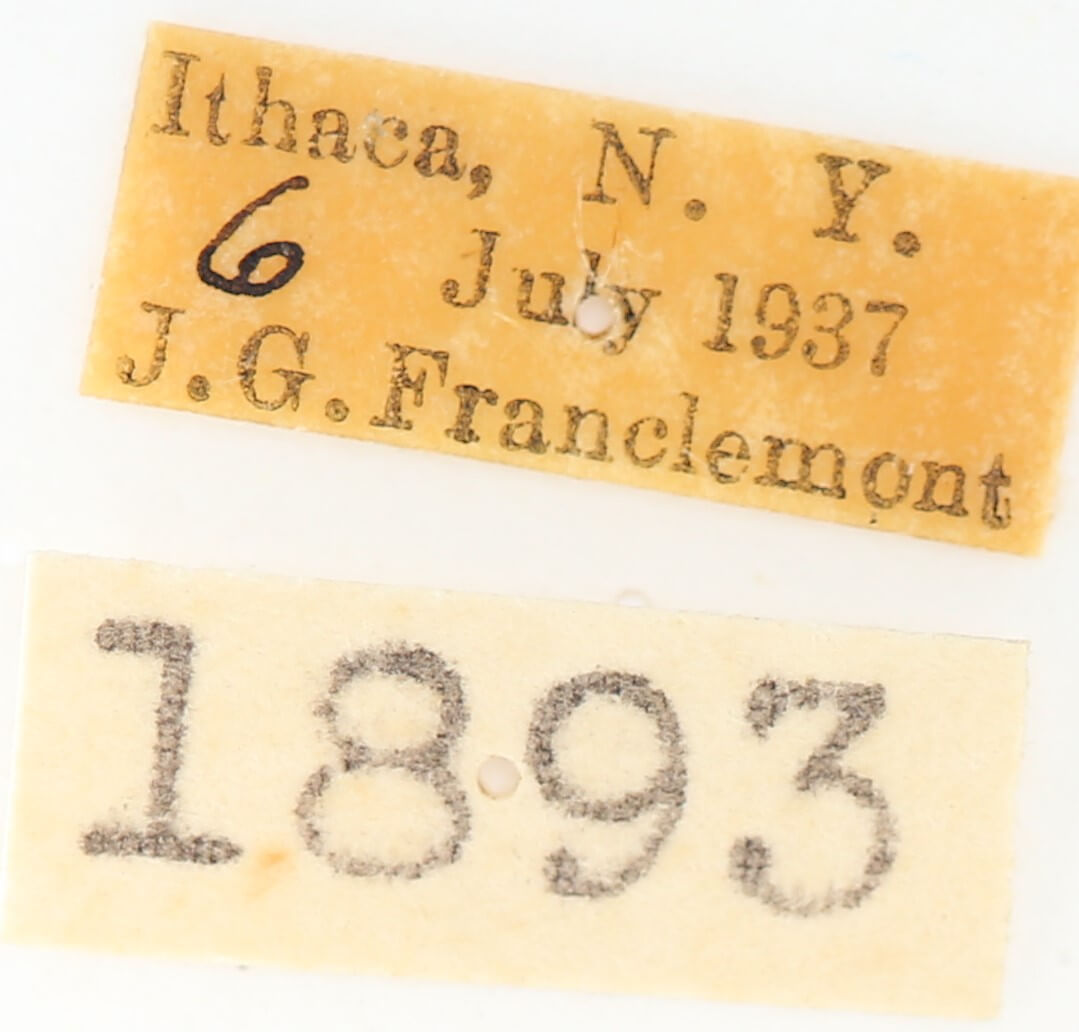 Ithaca, N. Y.
6 July 1937
J.G.Franclemont
1893